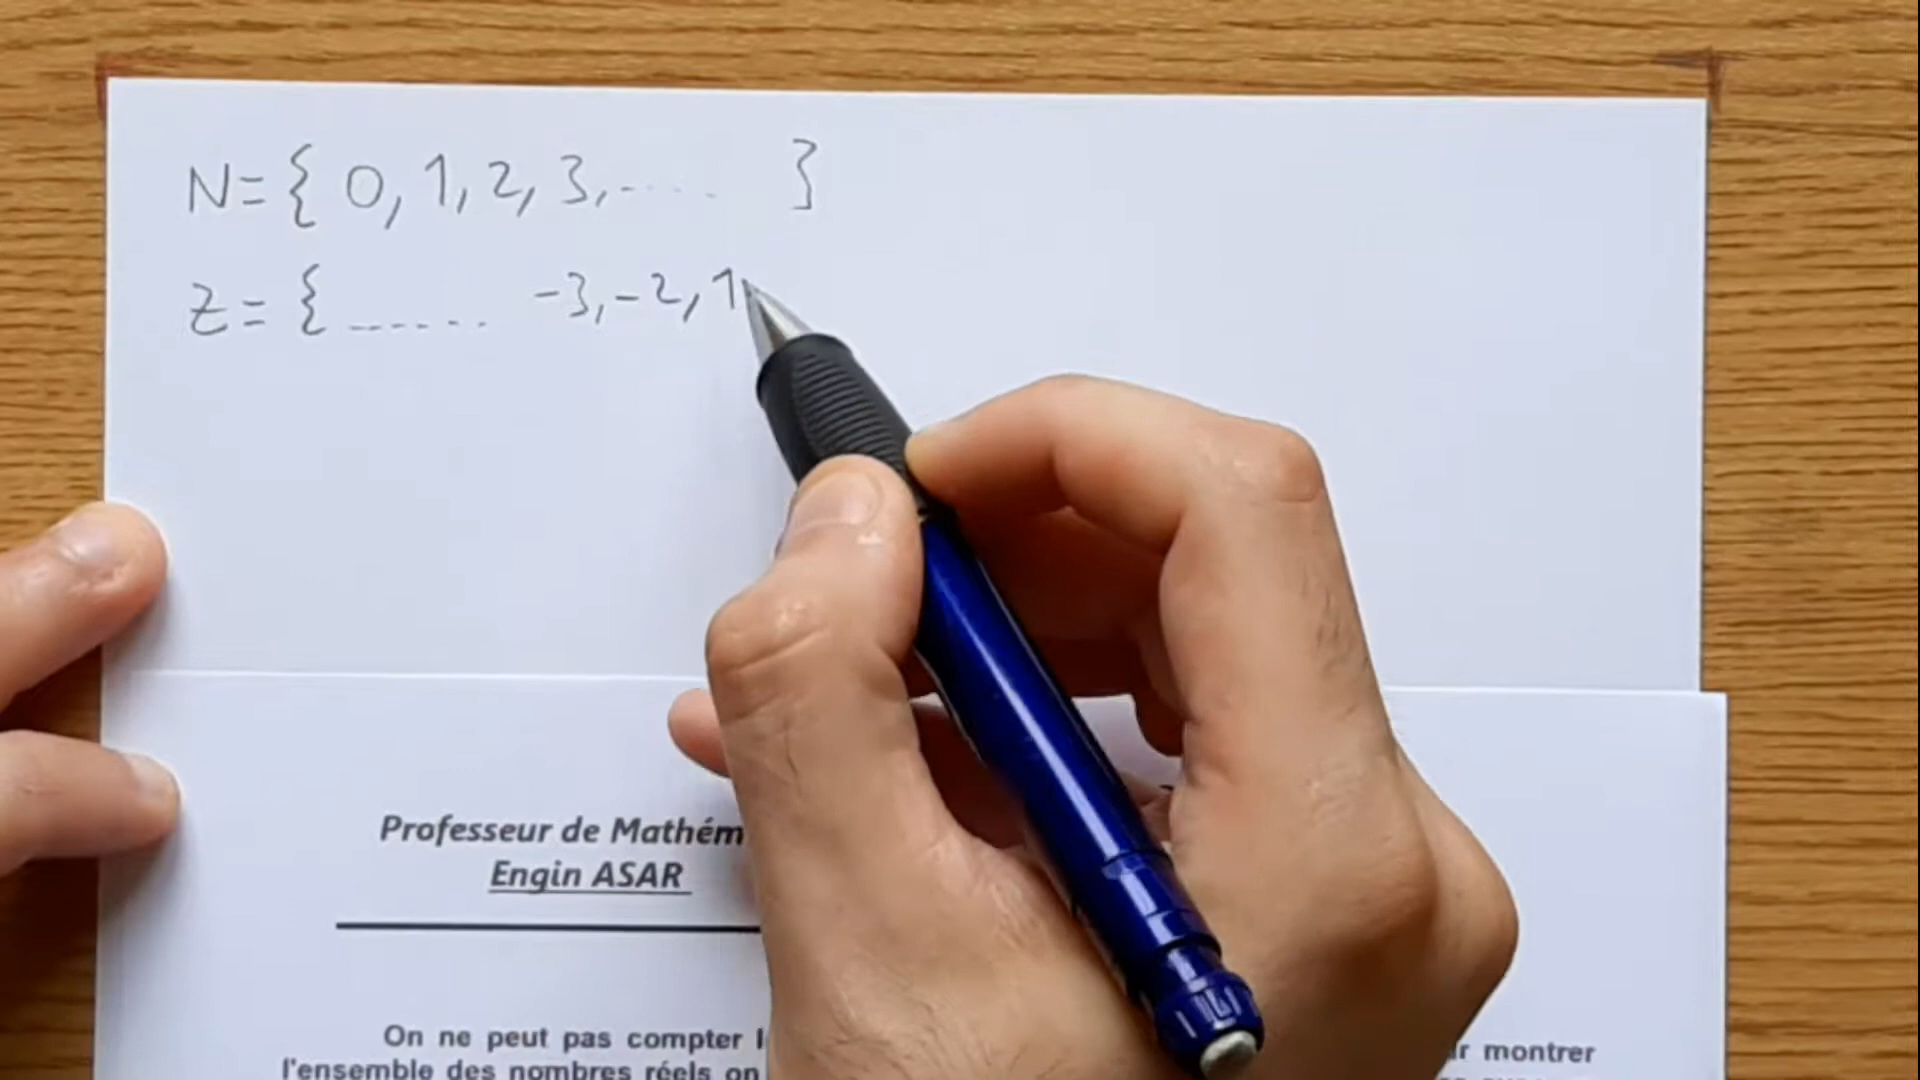 N={ 0, 1, 2, 3, ..... }
Z = { ....... -3, -2, 1
Professeur de
Engin ASAR
On ne peut pas compter
montrer
l'ensemble des nombres réels on